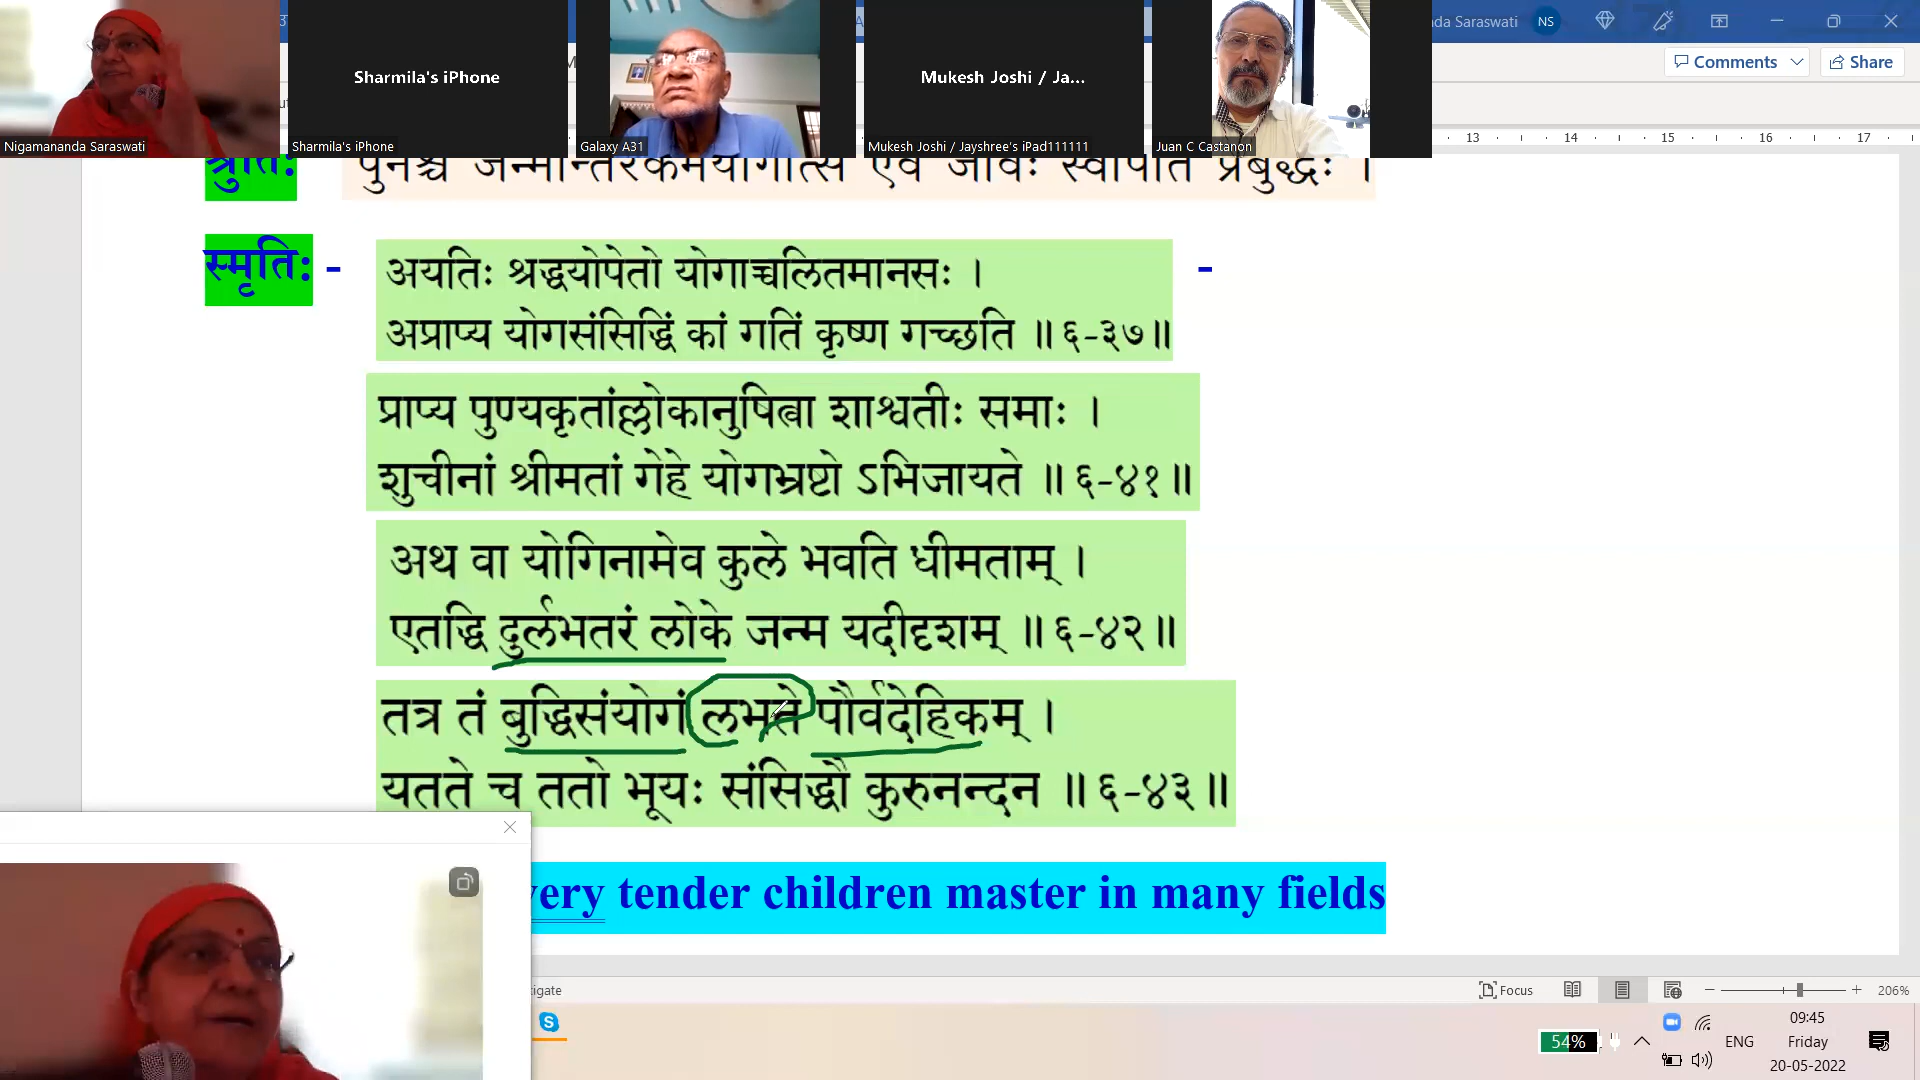 nda Saraswati NS
Comments Share
Sharmila's iPhone
Mukesh Joshi / Ja...
Nigamananda Saraswati
Sharmila's iPhone
Galaxy A31
Mukesh Joshi / Jayshree's iPad111111
Juan C Castanon
13 14 15 16 17
श्रुतिः पुनश्च जन्मान्तरकर्मयोगात्स एव जीवः स्वपिति प्रबुद्धः ।
स्मृतिः - अयतिः श्रद्धयोपेतो योगाच्चलितमानसः । -
अप्राप्य योगसंसिद्धिं कां गतिं कृष्ण गच्छति ॥६-३७॥
प्राप्य पुण्यकृतांल्लोकानुषित्वा शाश्वतीः समाः ।
शुचीनां श्रीमतां गेहे योगभ्रष्टो ऽभिजायते ॥६-४१॥
अथ वा योगिनामेव कुले भवति धीमताम् ।
एतद्धि दुर्लभतरं लोके जन्म यदीदृशम् ॥६-४२॥
तत्र तं बुद्धिसंयोगं लभते पौर्वदेहिकम् ।
यतते च ततो भूयः संसिद्धौ कुरुनन्दन ॥६-४३॥
very tender children master in many fields
tigate
Focus
206%
54%
ENG
09:45
Friday
20-05-2022